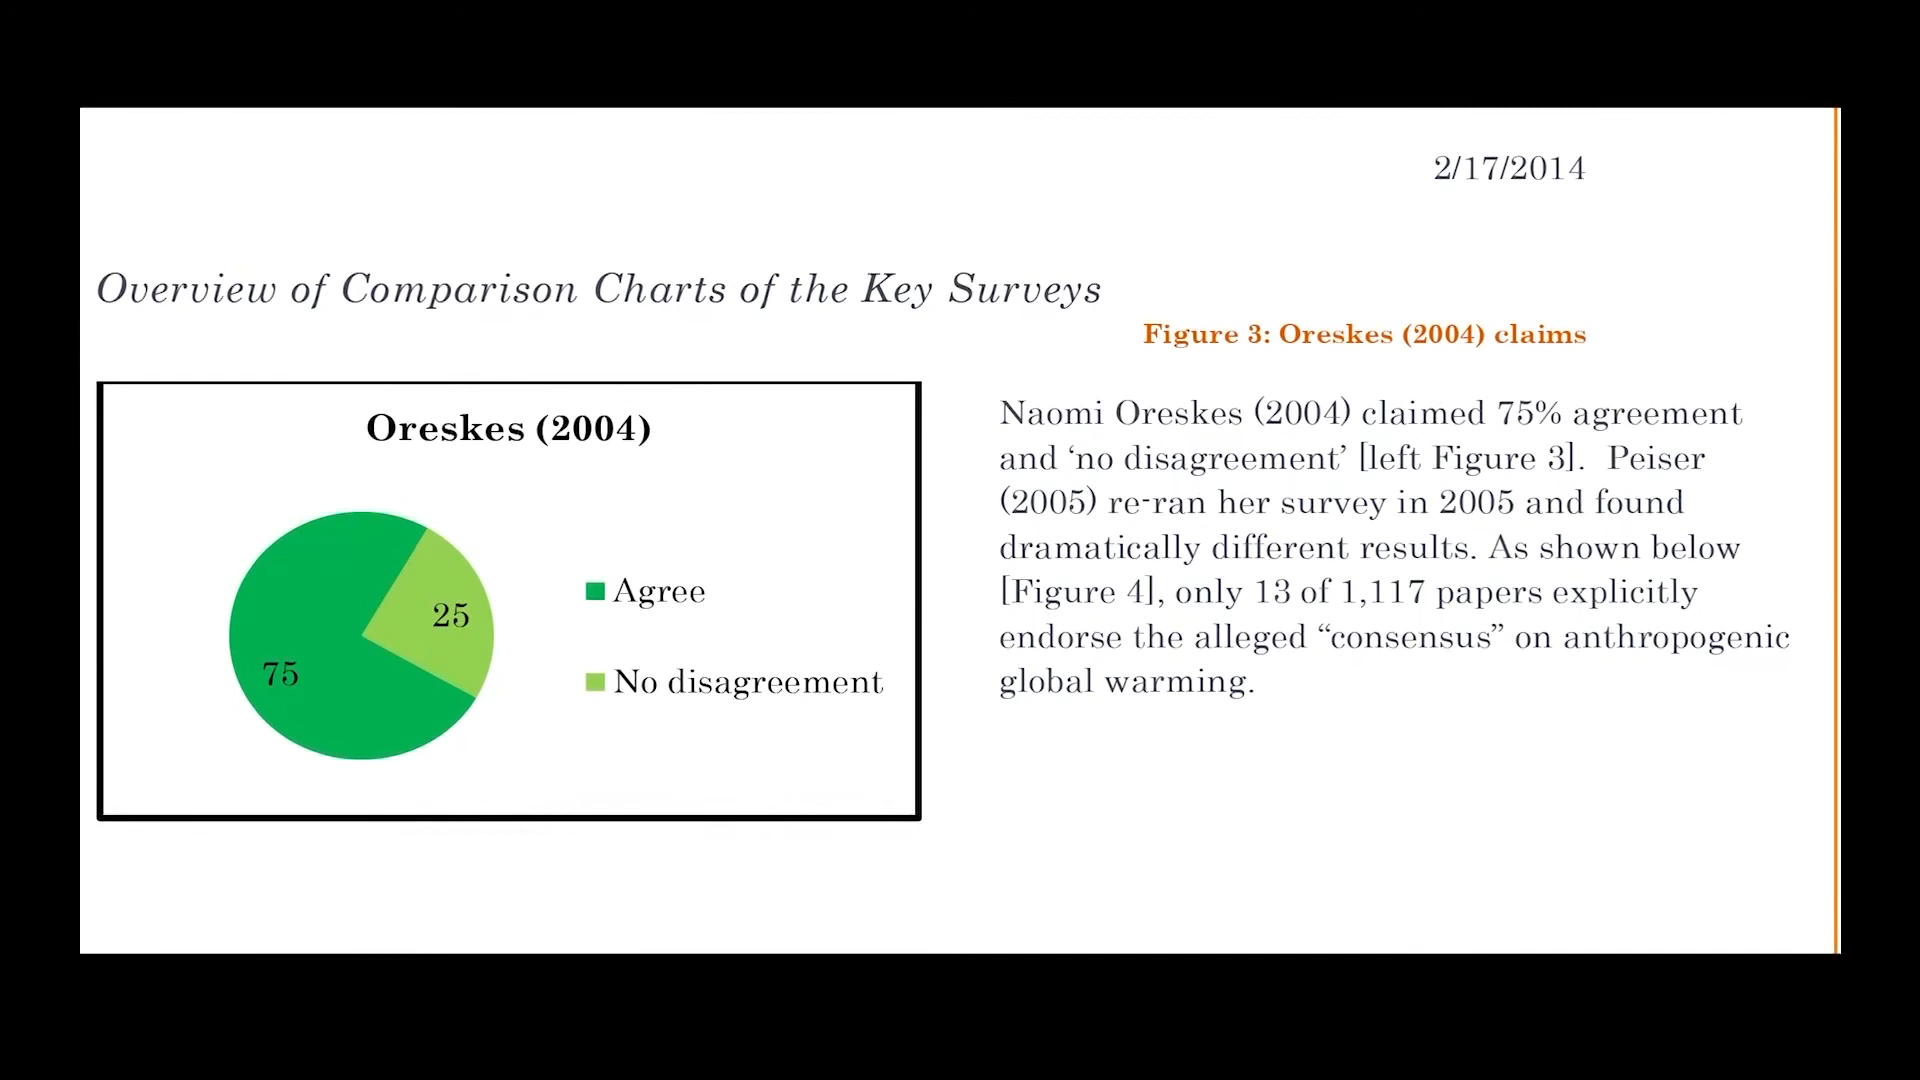 2/17/2014
Overview of Comparison Charts of the Key Surveys
Figure 3: Oreskes (2004) claims
Oreskes (2004)
25
75
Agree
No disagreement
Naomi Oreskes (2004) claimed 75% agreement
and ‘no disagreement’ [left Figure 3].  Peiser
(2005) re-ran her survey in 2005 and found
dramatically different results. As shown below
[Figure 4], only 13 of 1,117 papers explicitly
endorse the alleged “consensus” on anthropogenic
global warming.